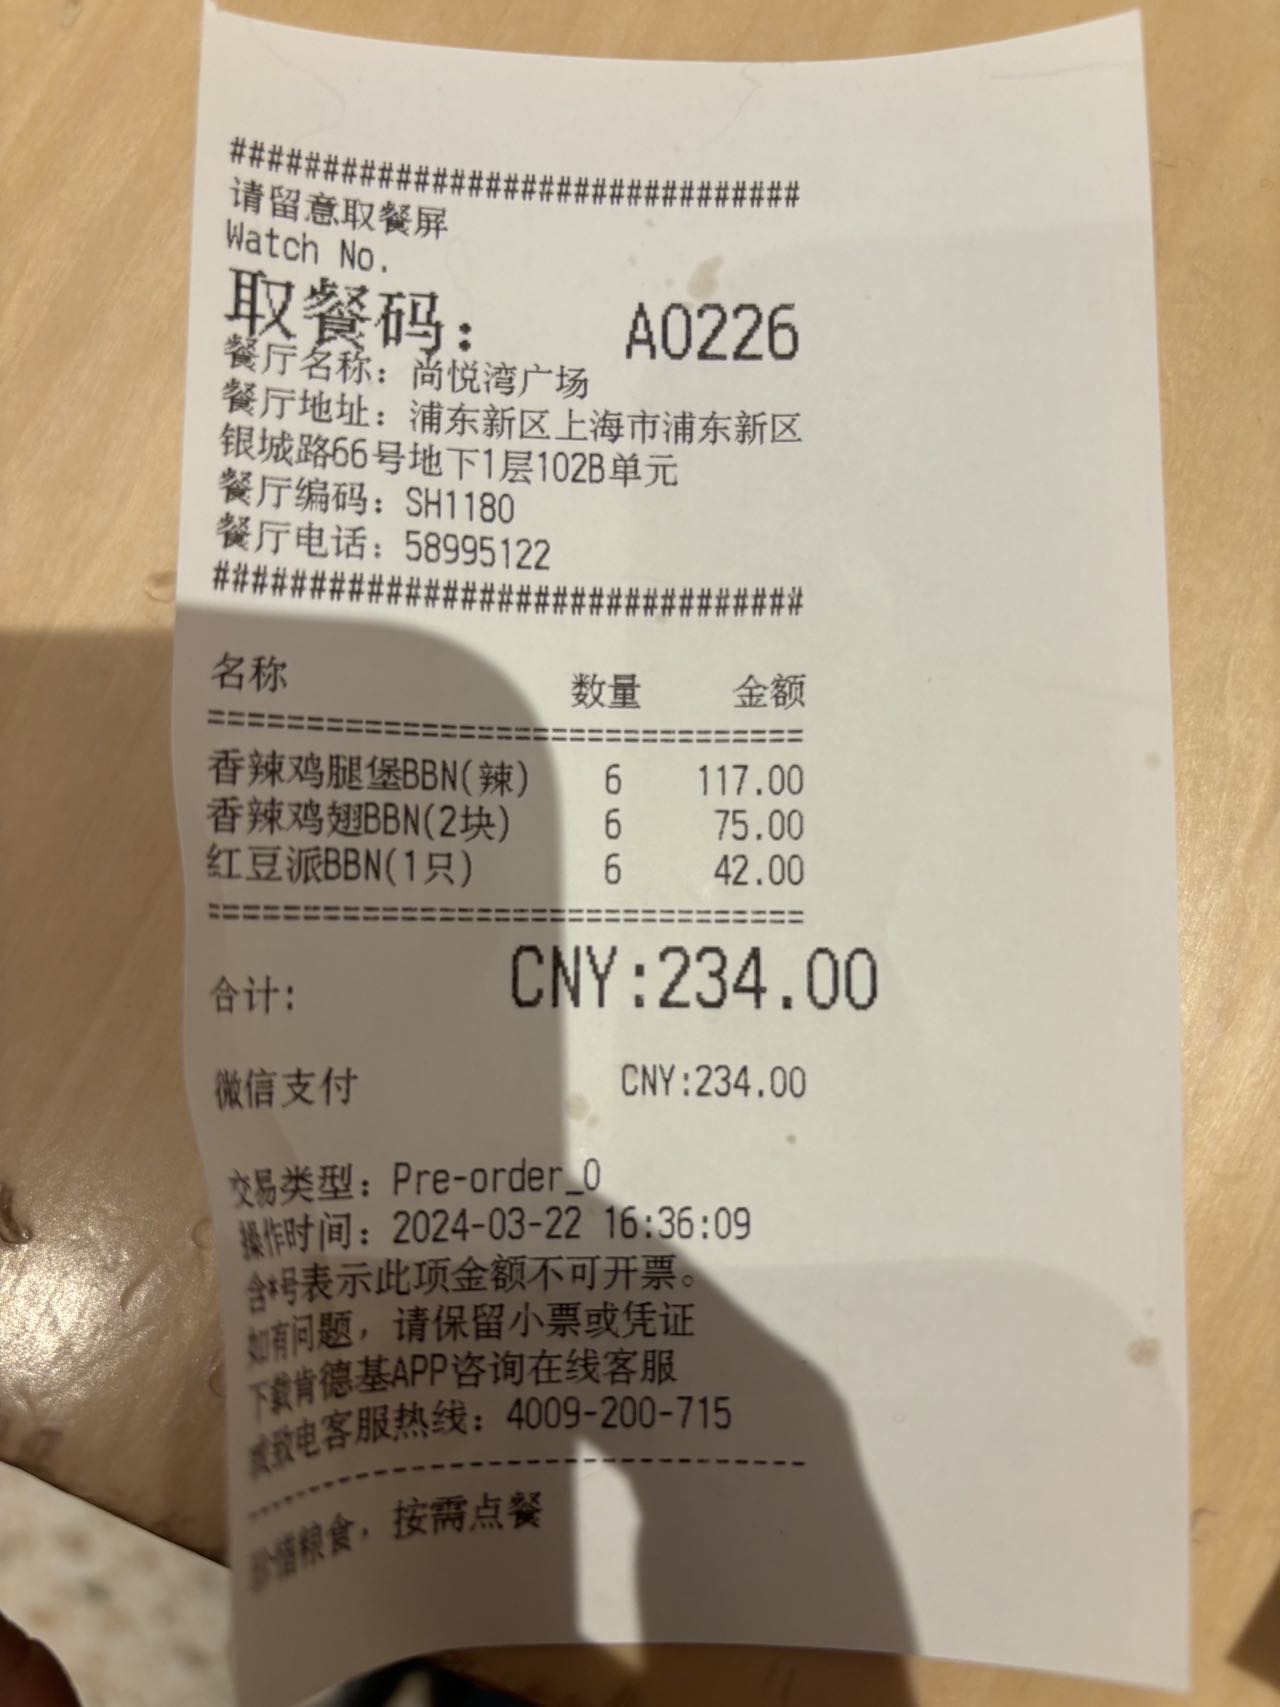 ################################
请留意取餐屏
Watch No.
取餐码: A0226
餐厅名称: 尚悦湾广场
餐厅地址: 浦东新区上海市浦东新区
银城路66号地下1层102B单元
餐厅编码: SH1180
餐厅电话: 58995122
################################
名称 数量 金额
================================
香辣鸡腿堡BBN(辣) 6 117.00
香辣鸡翅BBN(2块) 6 75.00
红豆派BBN(1只) 6 42.00
================================
合计: CNY:234.00
微信支付 CNY:234.00
交易类型: Pre-order_0
操作时间: 2024-03-22 16:36:09
含*号表示此项金额不可开票。
如有问题, 请保留小票或凭证
下载肯德基APP咨询在线客服
或致电客服热线: 4009-200-715
--------------------------------
珍惜粮食, 按需点餐